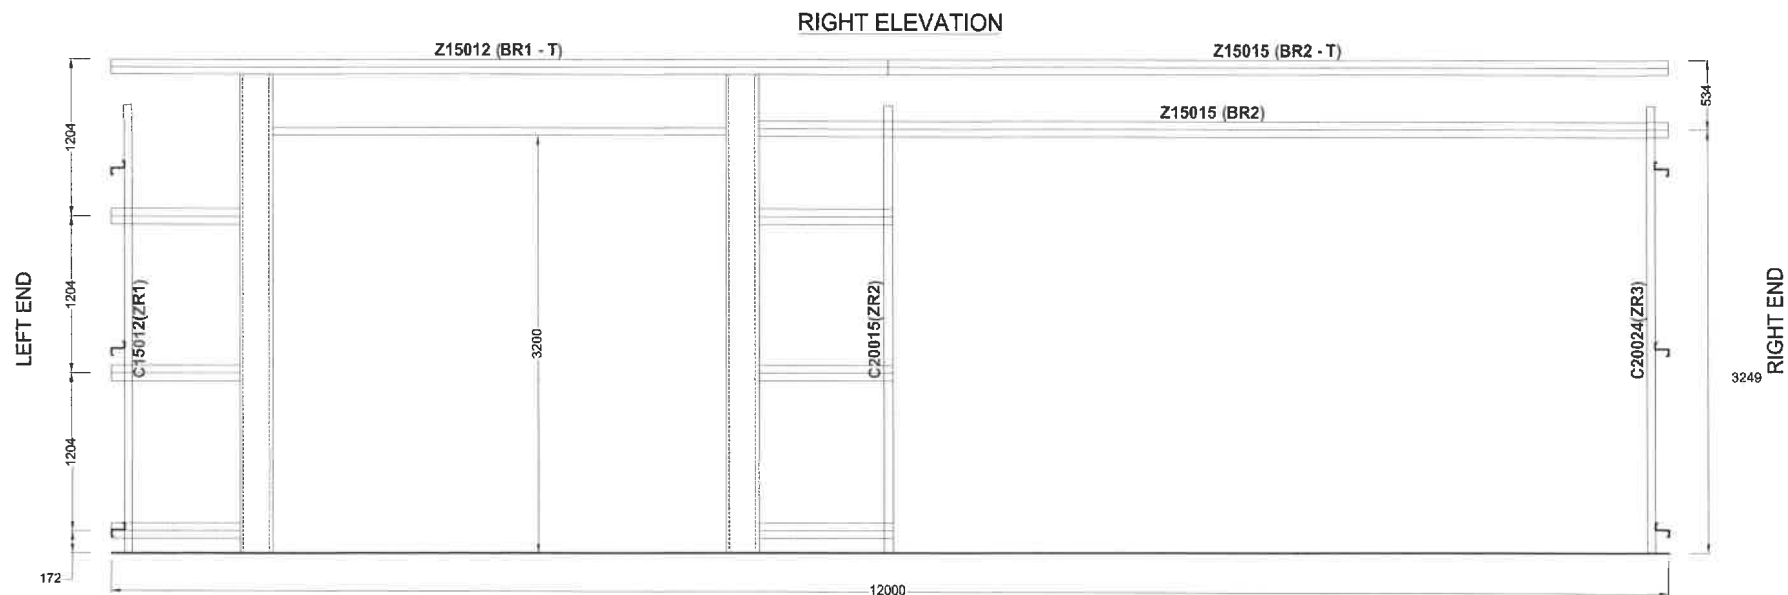 RIGHT ELEVATION
Z15012 (BR1 - T)
Z15015 (BR2 - T)
Z15015 (BR2)
534
1204
1204
1204
172
LEFT END
C15012(ZR1)
3200
C20015(ZR2)
C20024(ZR3)
3249
RIGHT END
12000